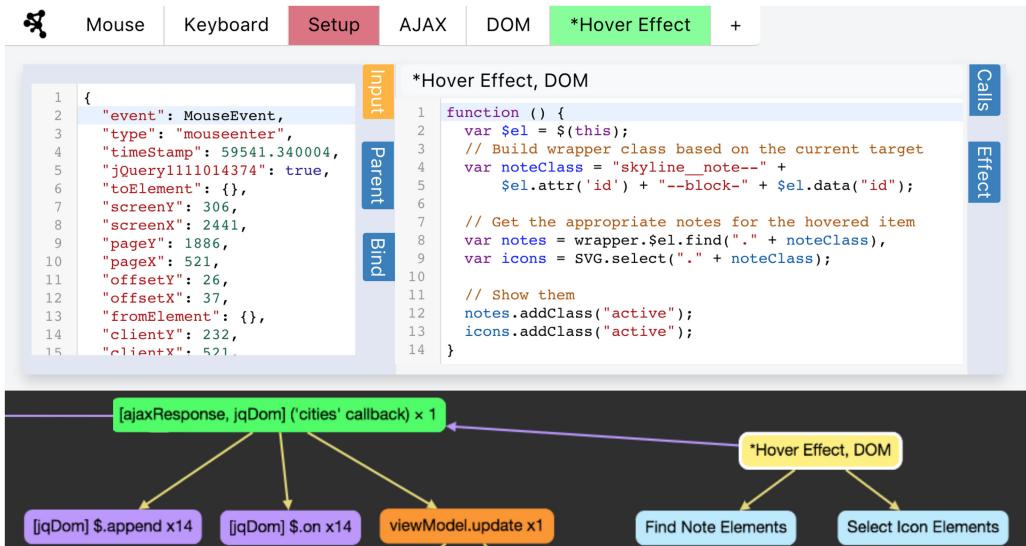 Mouse Keyboard Setup AJAX DOM *Hover Effect +
Input
Parent
Bind
1 {
2 "event": MouseEvent,
3 "type": "mouseenter",
4 "timeStamp": 59541.340004,
5 "jQuery1111014374": true,
6 "toElement": {},
7 "screenY": 306,
8 "screenX": 2441,
9 "pageY": 1886,
10 "pageX": 521,
11 "offsetY": 26,
12 "offsetX": 37,
13 "fromElement": {},
14 "clientY": 232,
15 "clientX": 521,
*Hover Effect, DOM
1 function () {
2 var $el = $(this);
3 // Build wrapper class based on the current target
4 var noteClass = "skyline__note--" +
5 $el.attr('id') + "--block-" + $el.data("id");
6
7 // Get the appropriate notes for the hovered item
8 var notes = wrapper.$el.find("." + noteClass),
9 var icons = SVG.select("." + noteClass);
10
11 // Show them
12 notes.addClass("active");
13 icons.addClass("active");
14 }
Calls
Effect
[ajaxResponse, jqDom] ('cities' callback) × 1
*Hover Effect, DOM
[jqDom] $.append x14
[jqDom] $.on x14
viewModel.update x1
Find Note Elements
Select Icon Elements